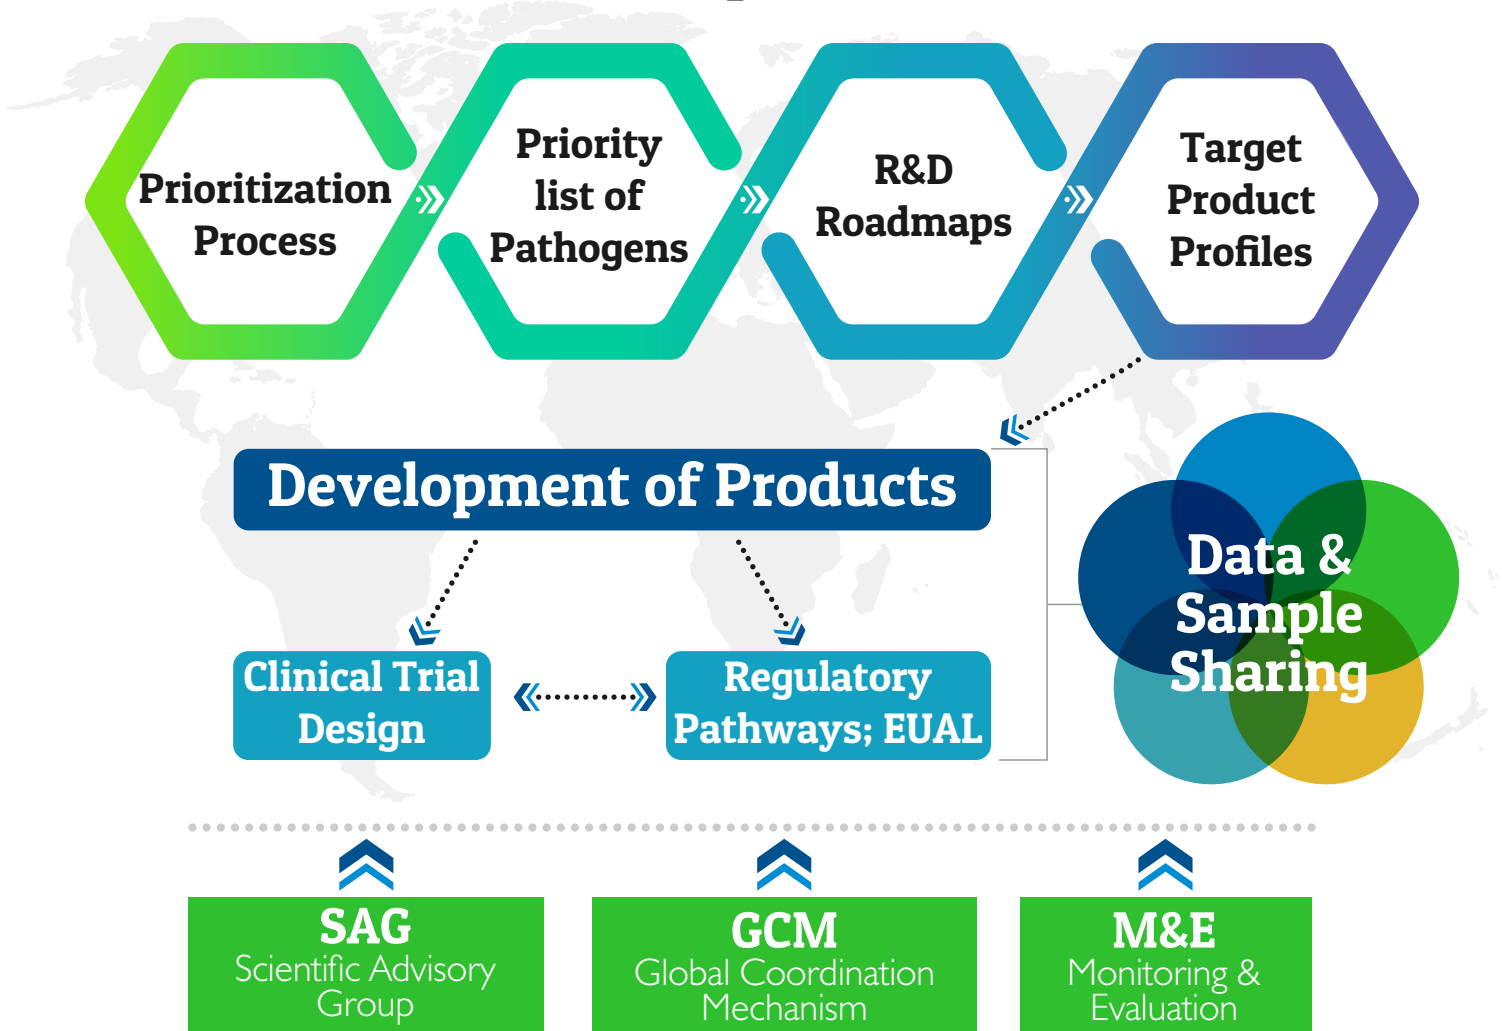 Prioritization
Process
Priority
list of
Pathogens
R&D
Roadmaps
Target
Product
Profiles
Development of Products
Clinical Trial
Design
Regulatory
Pathways; EUAL
Data &
Sample
Sharing
SAG
Scientific Advisory
Group
GCM
Global Coordination
Mechanism
M&E
Monitoring &
Evaluation